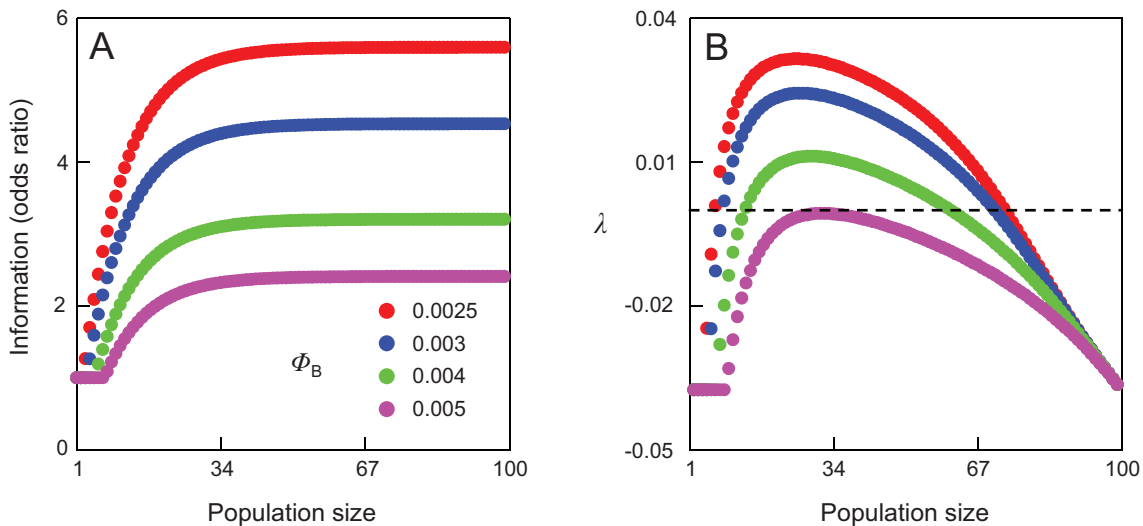 A
6
4
2
0
Information (odds ratio)
ΦB
0.0025
0.003
0.004
0.005
1
34
67
100
Population size
B
0.04
0.01
-0.02
-0.05
λ
1
34
67
100
Population size